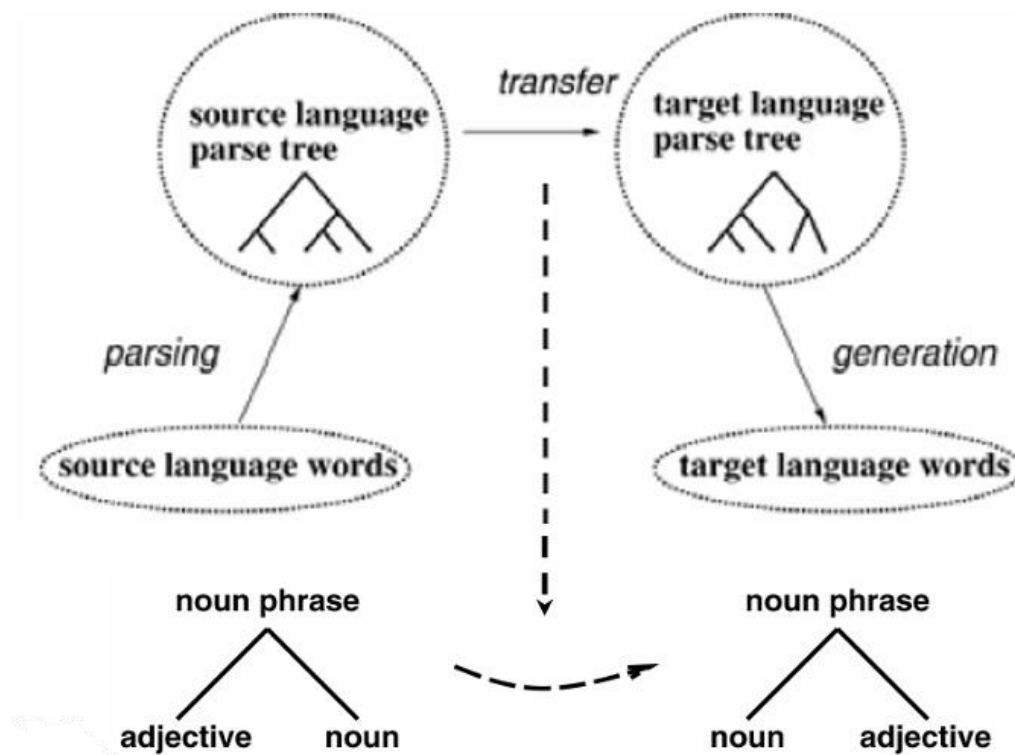 transfer
source language
parse tree
target language
parse tree
parsing
generation
source language words
target language words
noun phrase
noun phrase
adjective
noun
noun
adjective